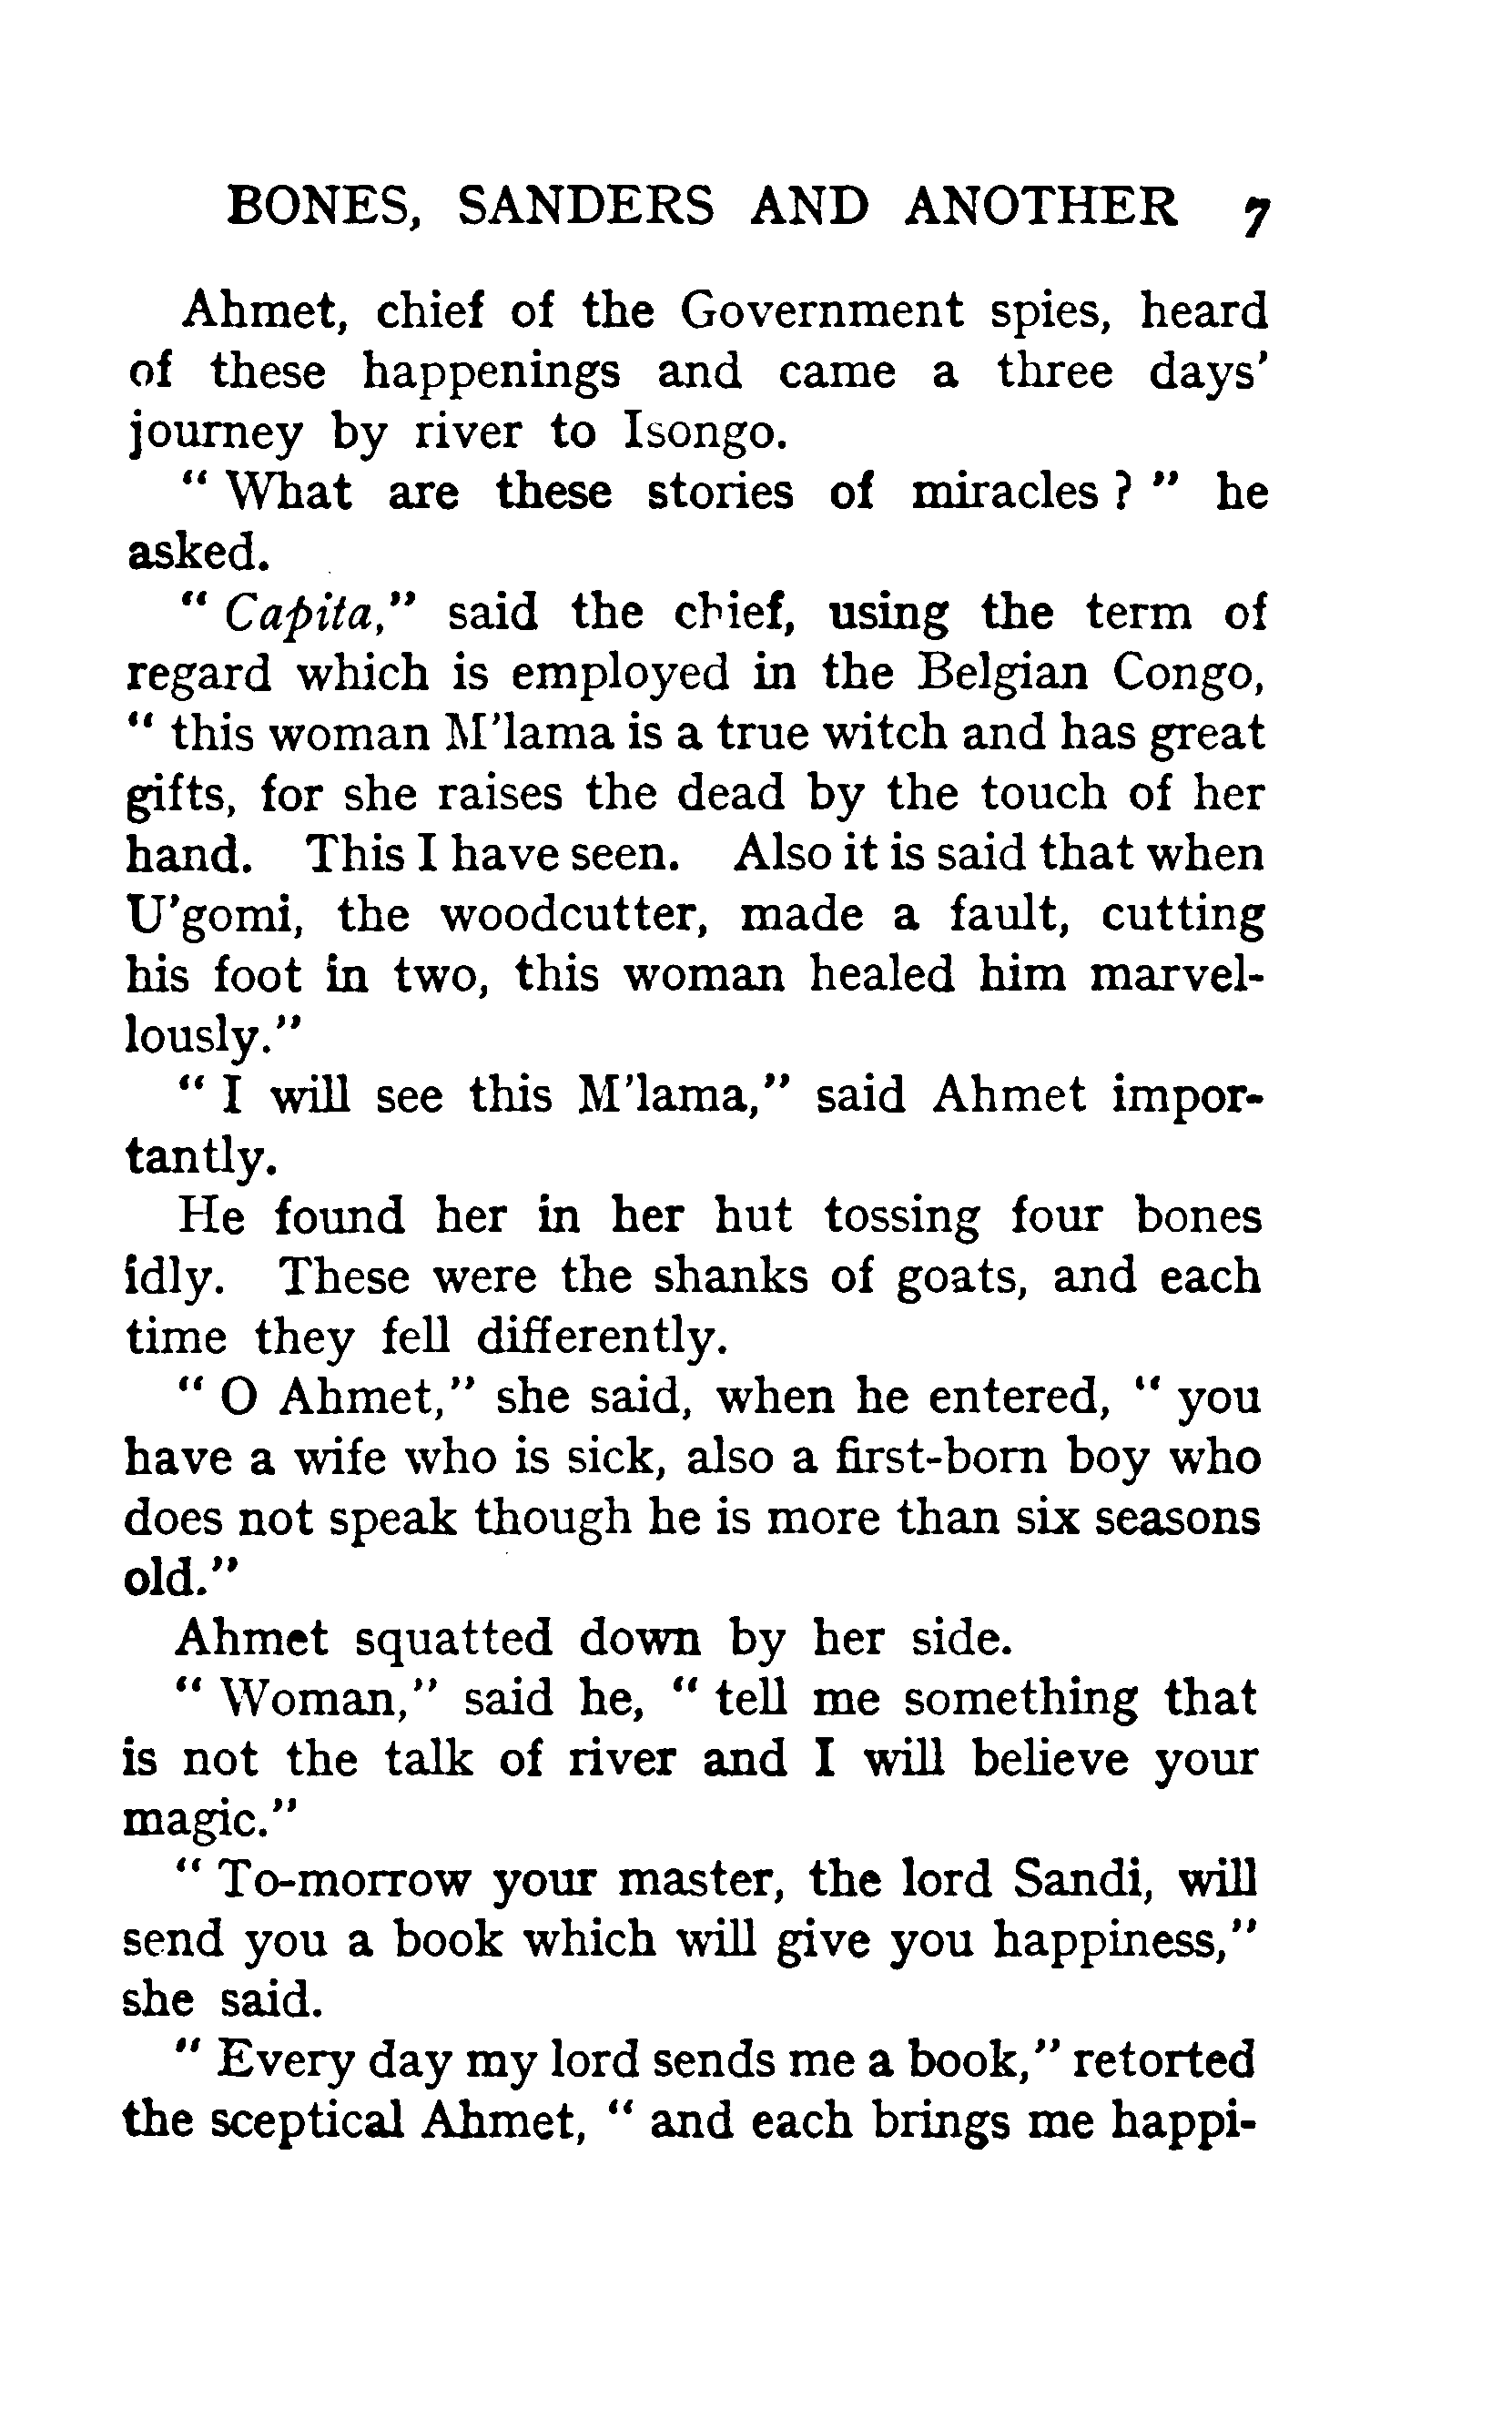 BONES, SANDERS AND ANOTHER 7
Ahmet, chief of the Government spies, heard
of these happenings and came a three days'
journey by river to Isongo.
" What are these stories of miracles ? " he
asked.
" Capita," said the chief, using the term of
regard which is employed in the Belgian Congo,
" this woman M'lama is a true witch and has great
gifts, for she raises the dead by the touch of her
hand. This I have seen. Also it is said that when
U'gomi, the woodcutter, made a fault, cutting
his foot in two, this woman healed him marvel-
lously."
" I will see this M'lama," said Ahmet impor-
tantly.
He found her in her hut tossing four bones
idly. These were the shanks of goats, and each
time they fell differently.
" O Ahmet," she said, when he entered, " you
have a wife who is sick, also a first-born boy who
does not speak though he is more than six seasons
old."
Ahmet squatted down by her side.
" Woman," said he, " tell me something that
is not the talk of river and I will believe your
magic."
" To-morrow your master, the lord Sandi, will
send you a book which will give you happiness,"
she said.
" Every day my lord sends me a book," retorted
the sceptical Ahmet, " and each brings me happi-